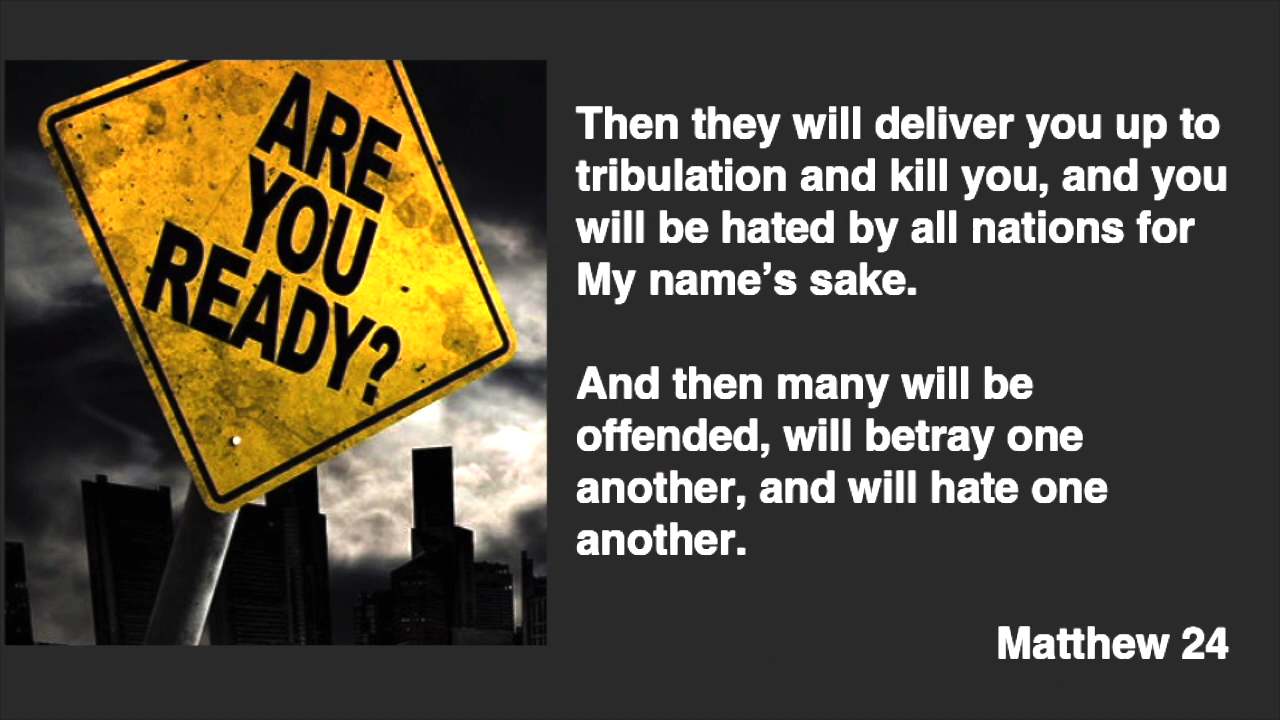 ARE
YOU
READY?
Then they will deliver you up to
tribulation and kill you, and you
will be hated by all nations for
My name’s sake.
And then many will be
offended, will betray one
another, and will hate one
another.
Matthew 24